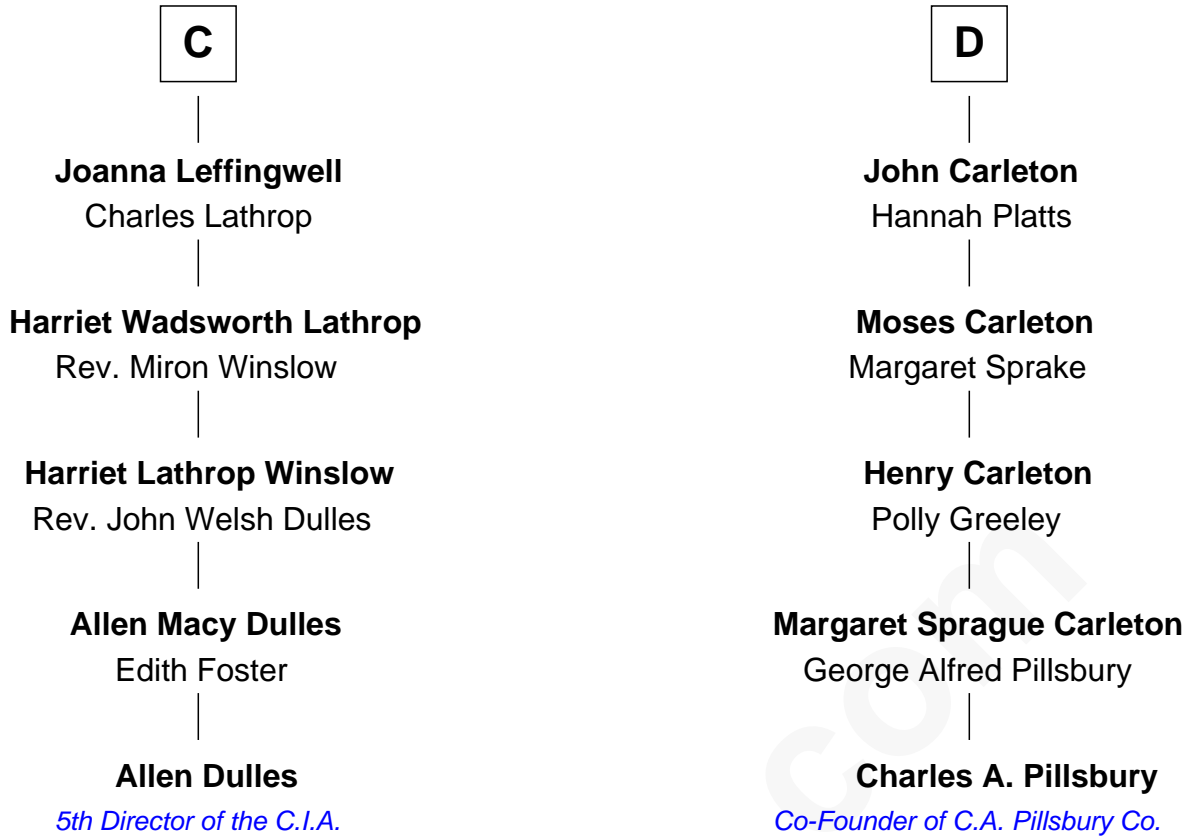 C
Joanna Leffingwell
Charles Lathrop
Harriet Wadsworth Lathrop
Rev. Miron Winslow
Harriet Lathrop Winslow
Rev. John Welsh Dulles
Allen Macy Dulles
Edith Foster
Allen Dulles
5th Director of the C.I.A.
D
John Carleton
Hannah Platts
Moses Carleton
Margaret Sprake
Henry Carleton
Polly Greeley
Margaret Sprague Carleton
George Alfred Pillsbury
Charles A. Pillsbury
Co-Founder of C.A. Pillsbury Co.
com